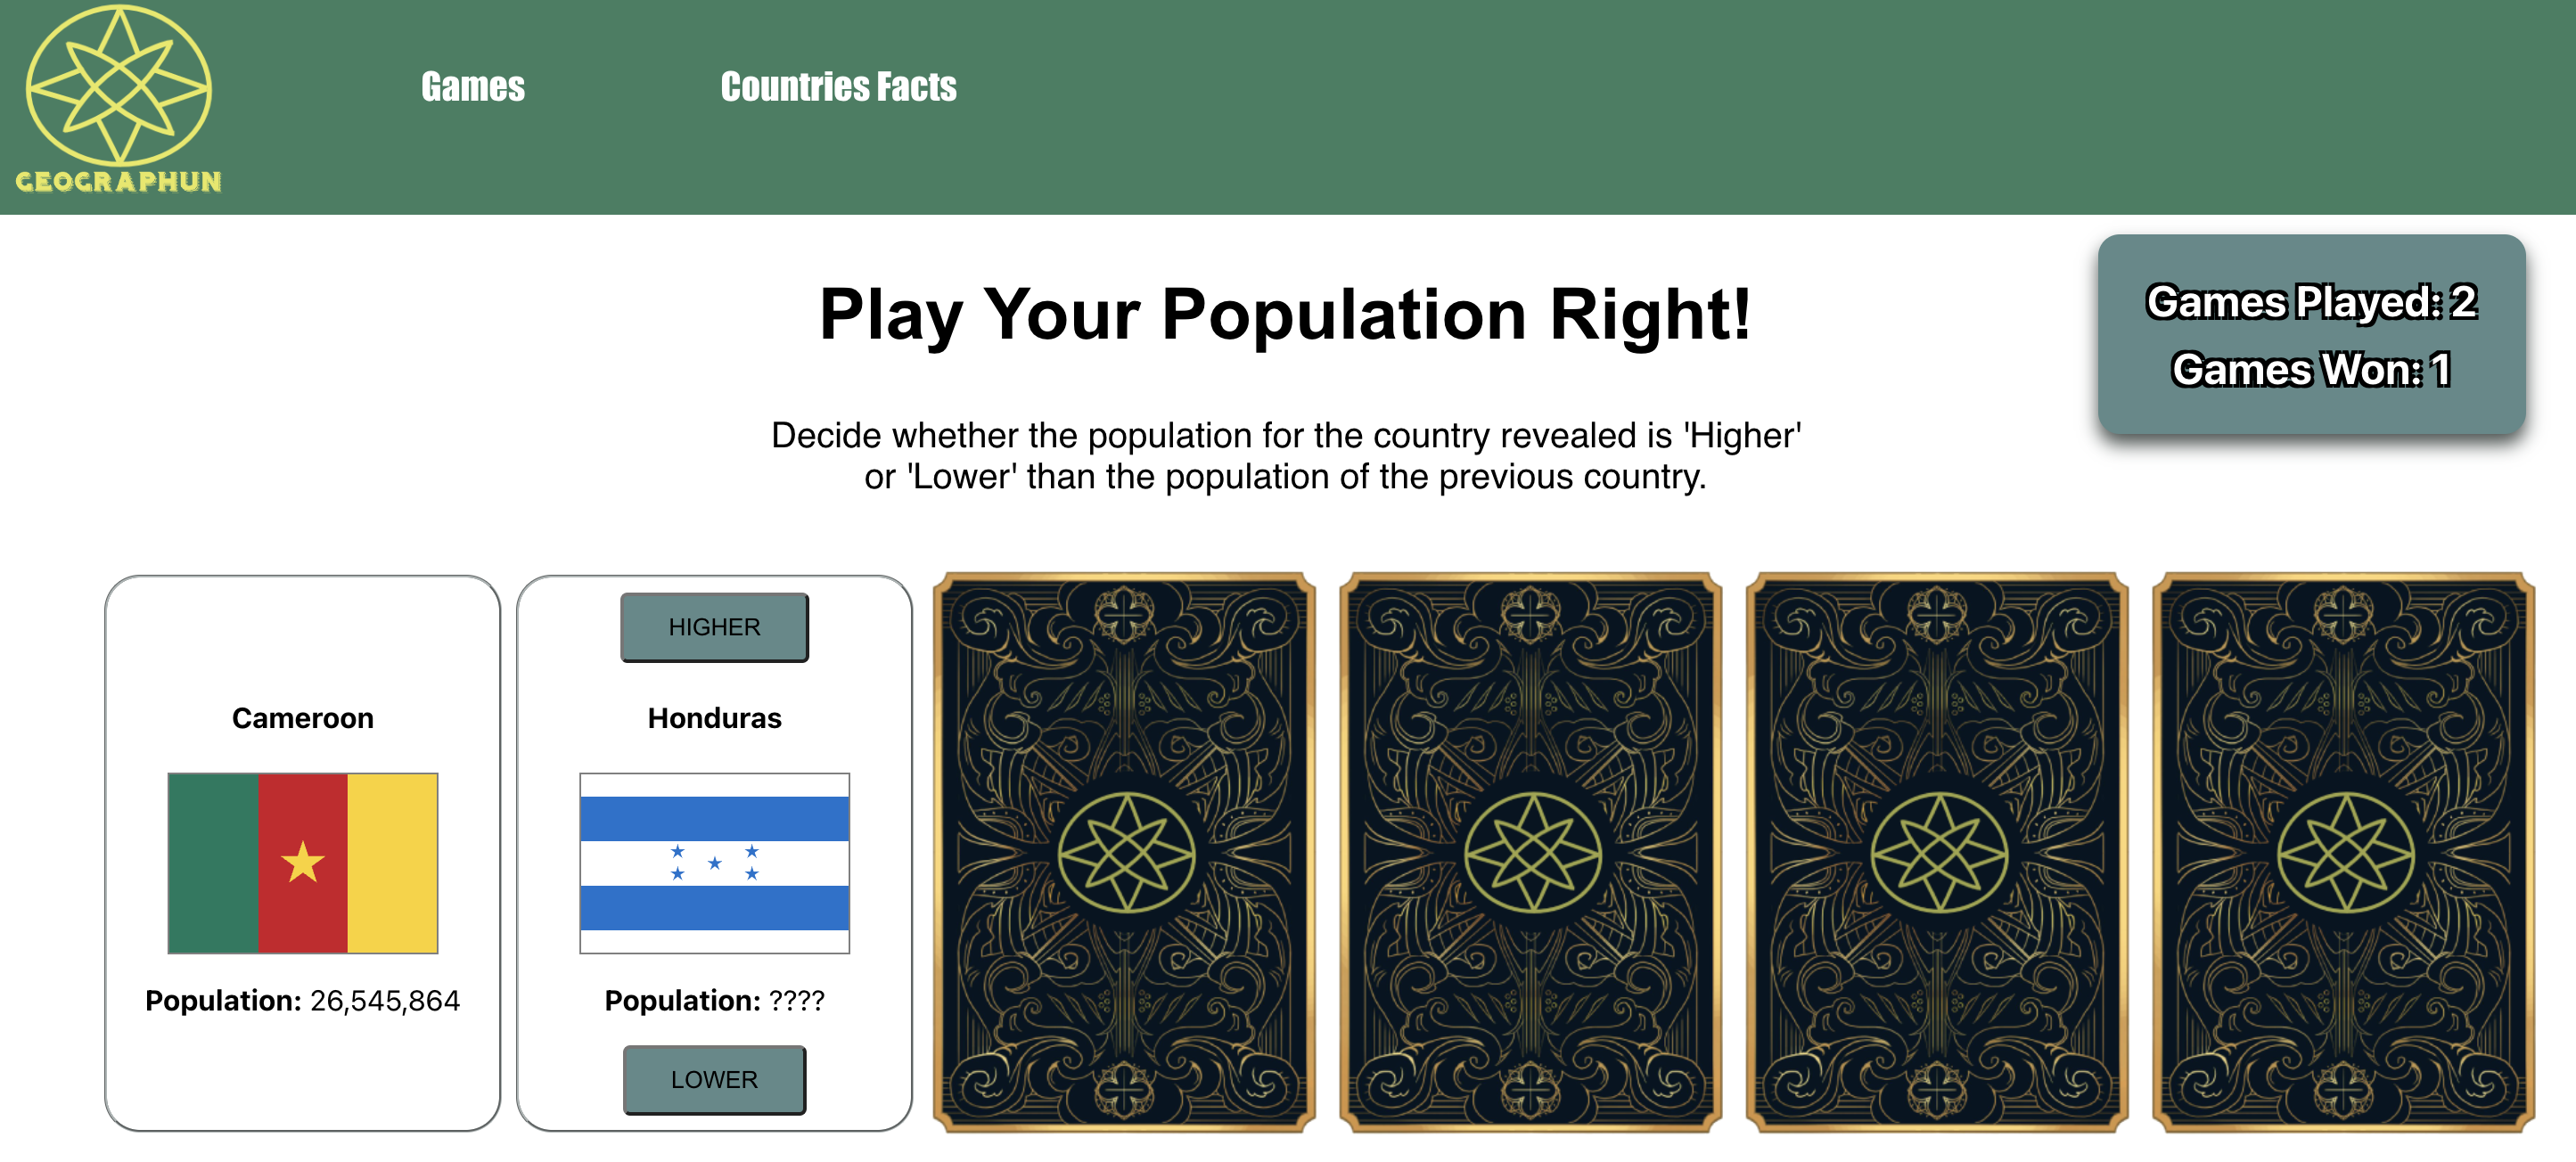 GEOGRAPHUN
Games
Countries Facts
Play Your Population Right!
Games Played: 2
Games Won: 1
Decide whether the population for the country revealed is 'Higher'
or 'Lower' than the population of the previous country.
Cameroon
Population: 26,545,864
HIGHER
Honduras
Population: ????
LOWER